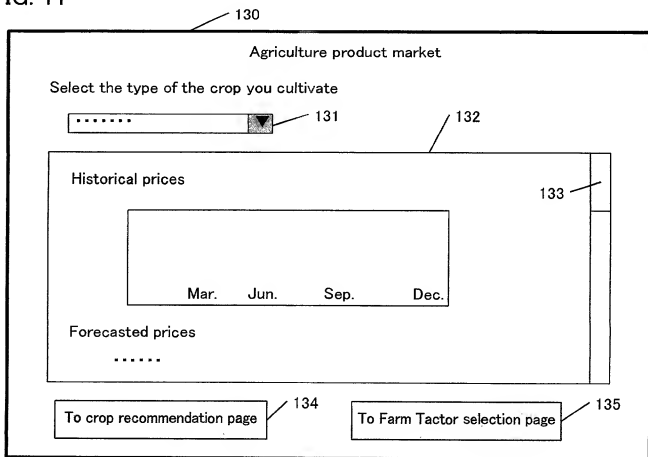 130
Agriculture product market
Select the type of the crop you cultivate
.......
131
132
Historical prices
133
Mar. Jun. Sep. Dec.
Forecasted prices
......
To crop recommendation page
134
To Farm Tactor selection page
135